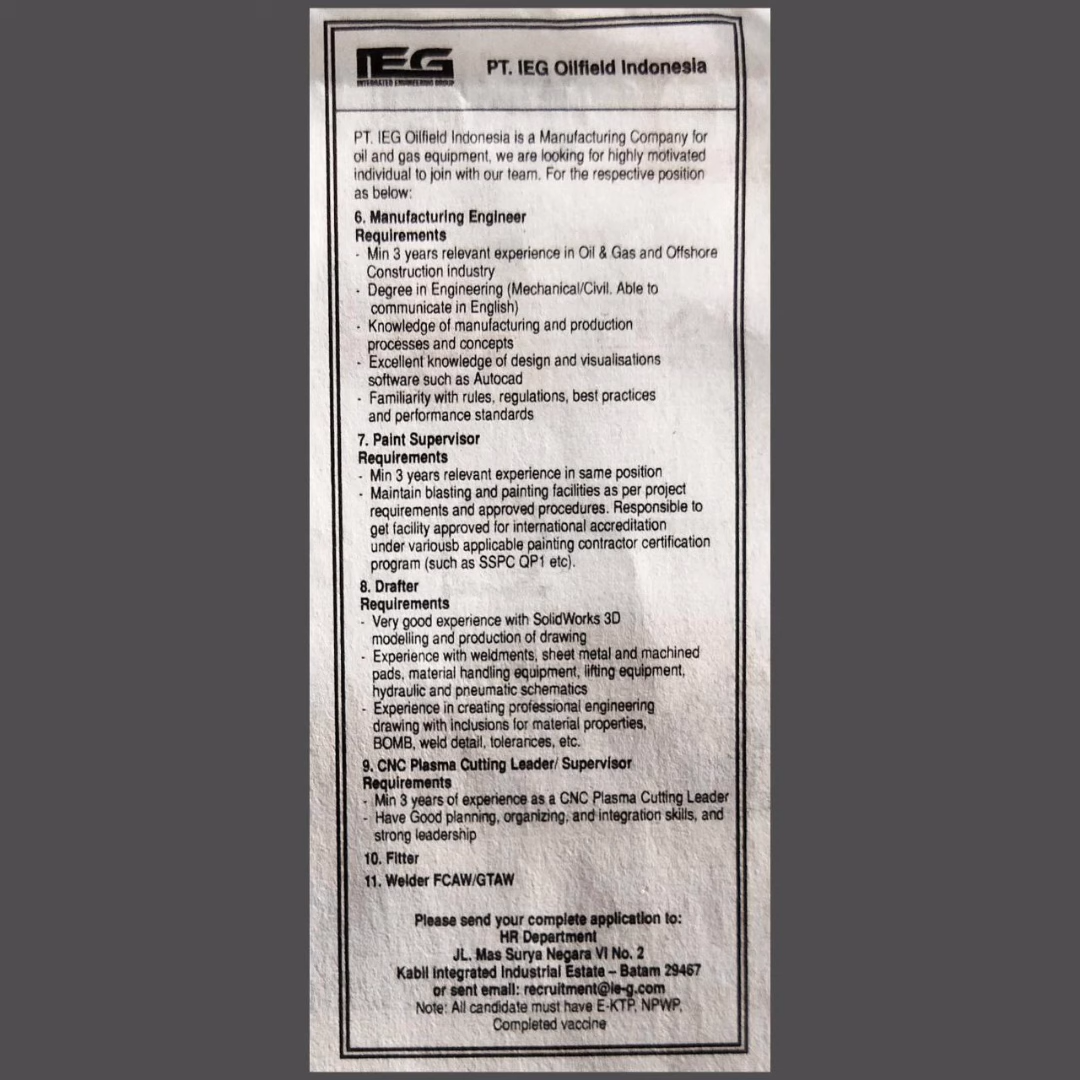 IEG
INTEGRATED ENGINEERING GROUP
PT. IEG Oilfield Indonesia
PT. IEG Oilfield Indonesia is a Manufacturing Company for
oil and gas equipment, we are looking for highly motivated
individual to join with our team. For the respective position
as below:
6. Manufacturing Engineer
Requirements
- Min 3 years relevant experience in Oil & Gas and Offshore
Construction industry
- Degree in Engineering (Mechanical/Civil. Able to
communicate in English)
- Knowledge of manufacturing and production
processes and concepts
- Excellent knowledge of design and visualisations
software such as Autocad
- Familiarity with rules, regulations, best practices
and performance standards
7. Paint Supervisor
Requirements
- Min 3 years relevant experience in same position
- Maintain blasting and painting facilities as per project
requirements and approved procedures. Responsible to
get facility approved for international accreditation
under variousb applicable painting contractor certification
program (such as SSPC QP1 etc).
8. Drafter
Requirements
- Very good experience with SolidWorks 3D
modelling and production of drawing
- Experience with weldments, sheet metal and machined
pads, material handling equipment, lifting equipment,
hydraulic and pneumatic schematics
- Experience in creating professional engineering
drawing with inclusions for material properties,
BOMB, weld detail, tolerances, etc.
9. CNC Plasma Cutting Leader/ Supervisor
Requirements
- Min 3 years of experience as a CNC Plasma Cutting Leader
- Have Good planning, organizing, and integration skills, and
strong leadership
10. Fitter
11. Welder FCAW/GTAW
Please send your complete application to:
HR Department
JL. Mas Surya Negara VI No. 2
Kabil Integrated Industrial Estate – Batam 29467
or sent email: recruitment@ie-g.com
Note: All candidate must have E-KTP, NPWP,
Completed vaccine